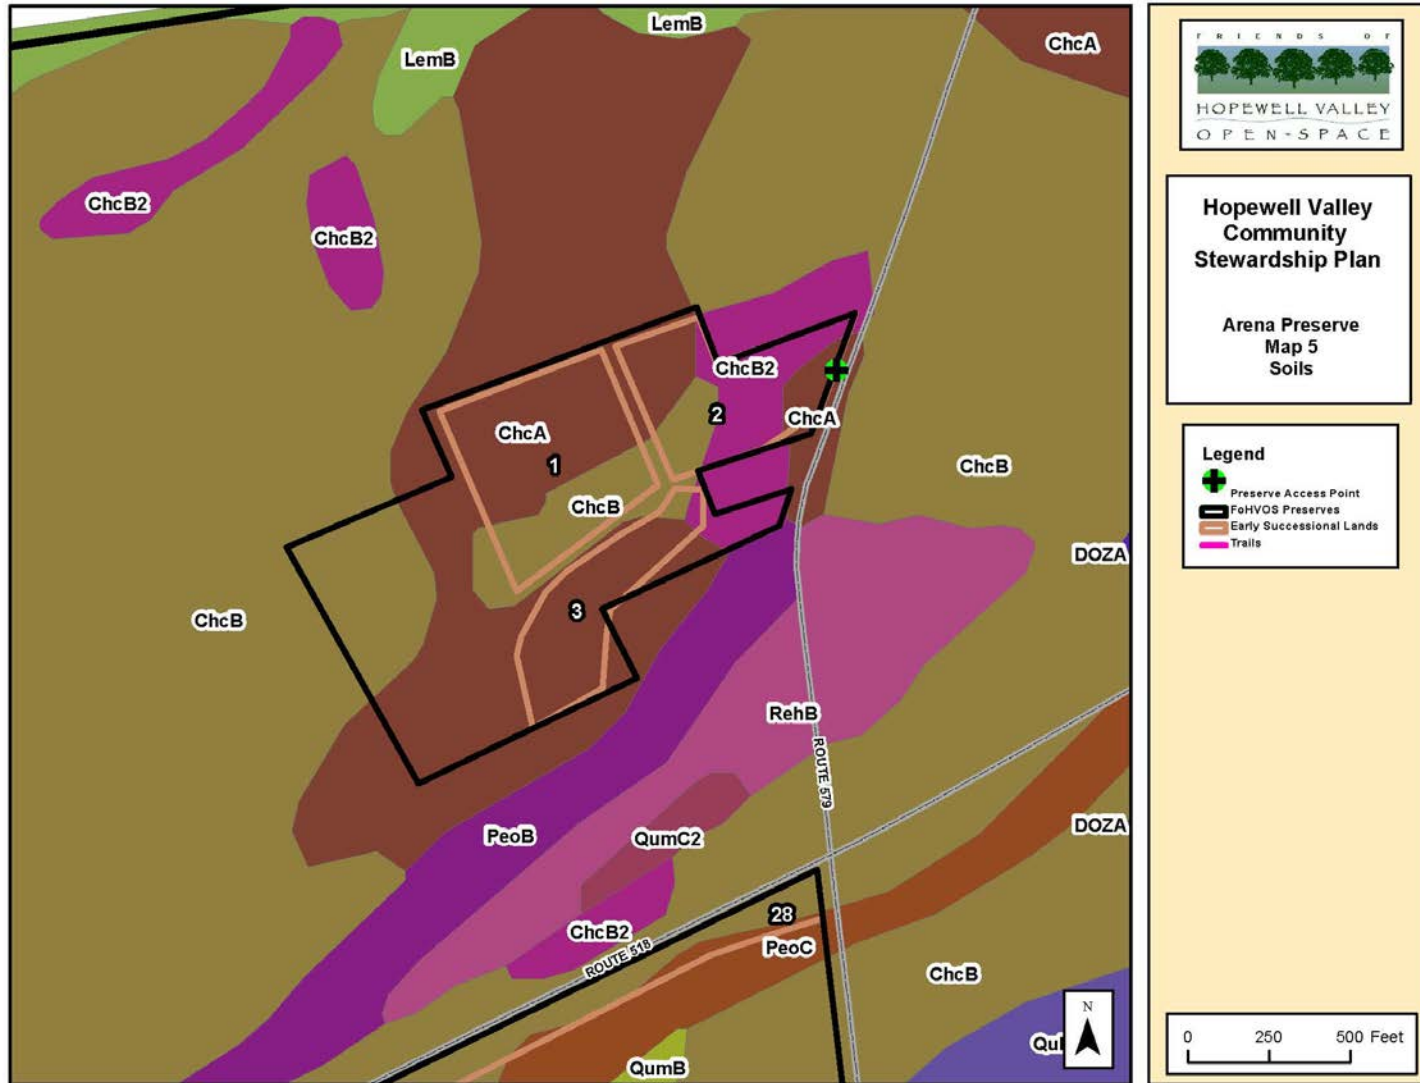 LemB
LemB
ChcA
ChcB2
ChcB2
ChcB2
2
ChcA
ChcA
1
ChcB
ChcB
DOZA
3
ChcB
RehB
ROUTE 579
PeoB
QumC2
DOZA
28
ChcB2
ROUTE 518
PeoC
ChcB
QumB
N
FRIENDS OF
HOPEWELL VALLEY
OPEN-SPACE
Hopewell Valley
Community
Stewardship Plan
Arena Preserve
Map 5
Soils
Legend
Preserve Access Point
FoHVOS Preserves
Early Successional Lands
Trails
0 250 500 Feet